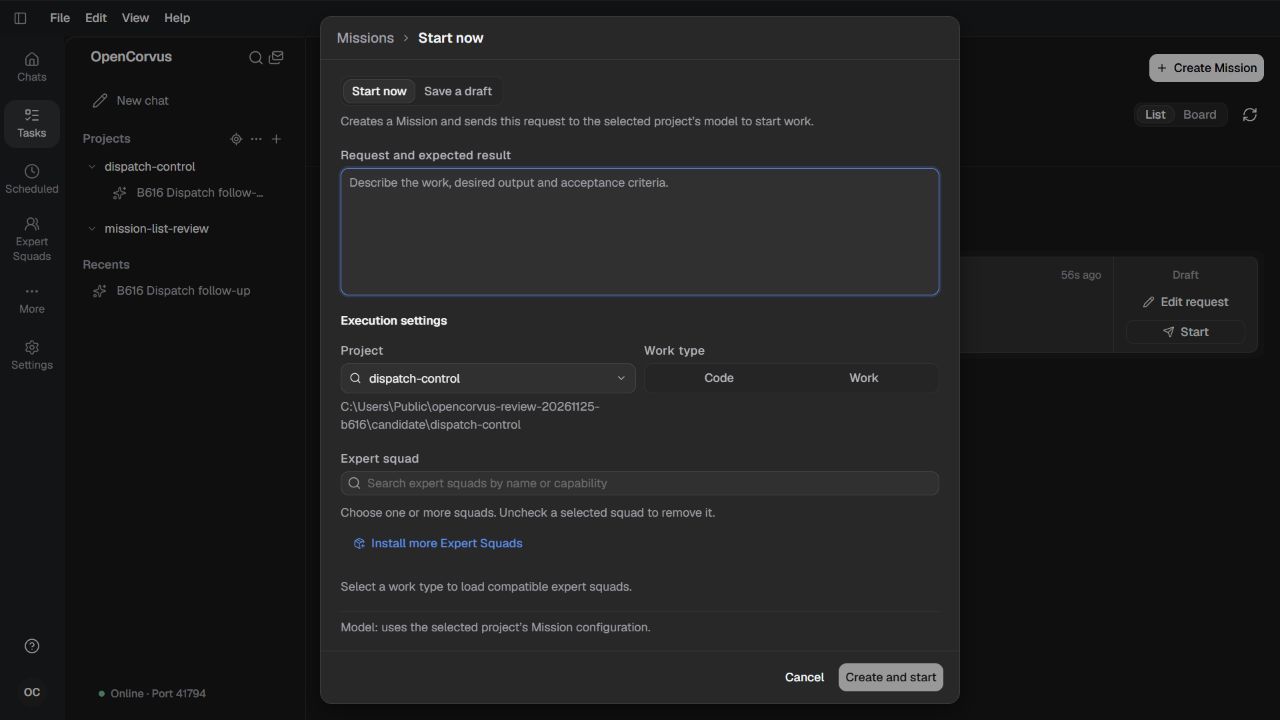 File Edit View Help
Chats
Tasks
Scheduled
Expert
Squads
More
Settings
OC
OpenCorvus
New chat
Projects
dispatch-control
B616 Dispatch follow-...
mission-list-review
Recents
B616 Dispatch follow-up
Online · Port 41794
Missions › Start now
Start now Save a draft
Creates a Mission and sends this request to the selected project's model to start work.
Request and expected result
Describe the work, desired output and acceptance criteria.
Execution settings
Project Work type
dispatch-control Code Work
C:\Users\Public\opencorvus-review-20261125-
b616\candidate\dispatch-control
Expert squad
Search expert squads by name or capability
Choose one or more squads. Uncheck a selected squad to remove it.
Install more Expert Squads
Select a work type to load compatible expert squads.
Model: uses the selected project's Mission configuration.
Cancel Create and start
+ Create Mission
List Board
56s ago Draft
Edit request
Start